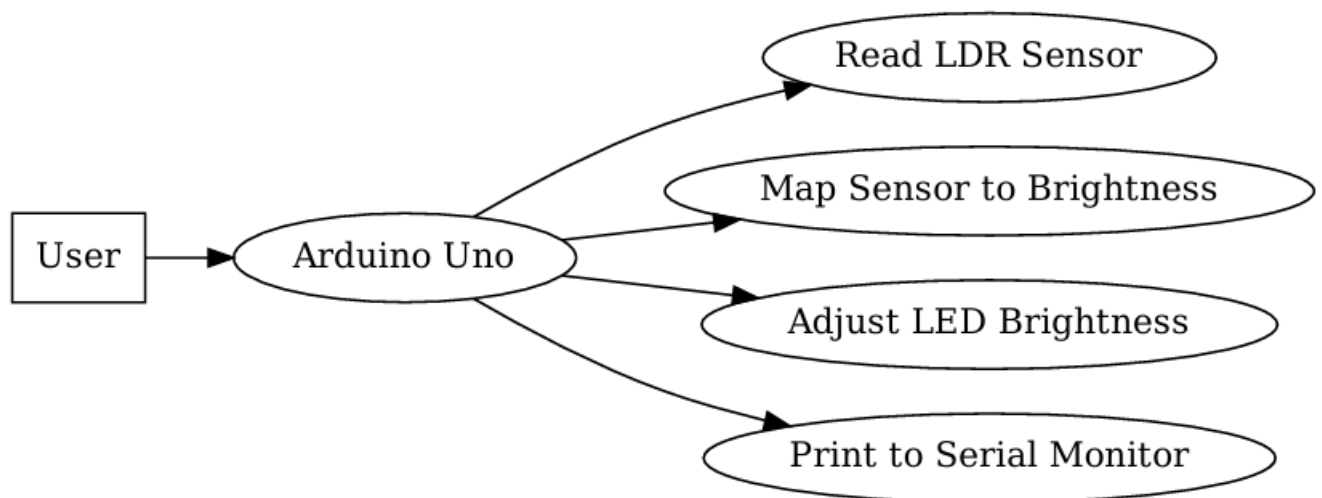 Read LDR Sensor
Map Sensor to Brightness
User
Arduino Uno
Adjust LED Brightness
Print to Serial Monitor